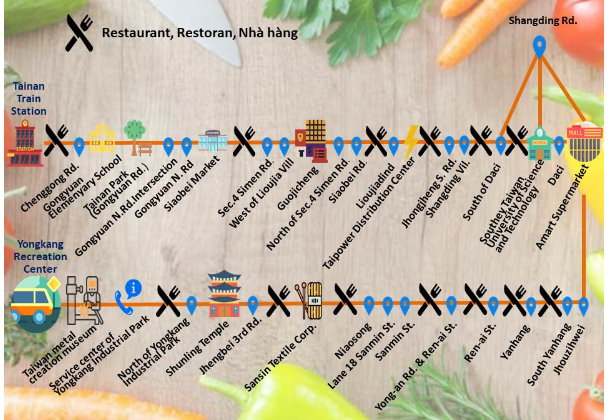 Restaurant, Restoran, Nhà hàng
Shangding Rd.
Tainan
Train
Station
Chenggong Rd.
Gongyuan
Elemenyary School
Tainan Park
(Gongyuan Rd.)
Gongyuan N.Rd.Intersection
Gongyuan N. Rd
Siaobei Market
Sec.4 Simen Rd.
West of Lioujia Vill
Guojicheng
North of Sec.4 Simen Rd.
Siaobei Rd.
Lioujiadind
Taipower Distribution Center
Jhongjheng S. Rd.
Shangding Vil.
South of Daci
Southey Taiwan
University of Science
and Technology
Daci
Amart Supermarket
MALL
Yongkang
Recreation
Center
Taiwan metal
creation museum
Service center of
Yongkang Industrial Park
North of Yongkang
Industrial Park
Shunling Temple
Jhengbei 3rd Rd.
Sansin Textile Corp.
Niaosong
Lane 18 Sanmin St.
Sanmin St.
Yong'an Rd. & Ren-ai St.
Ren-ai St.
Yanhang
South Yanhang
Jhouzihwei